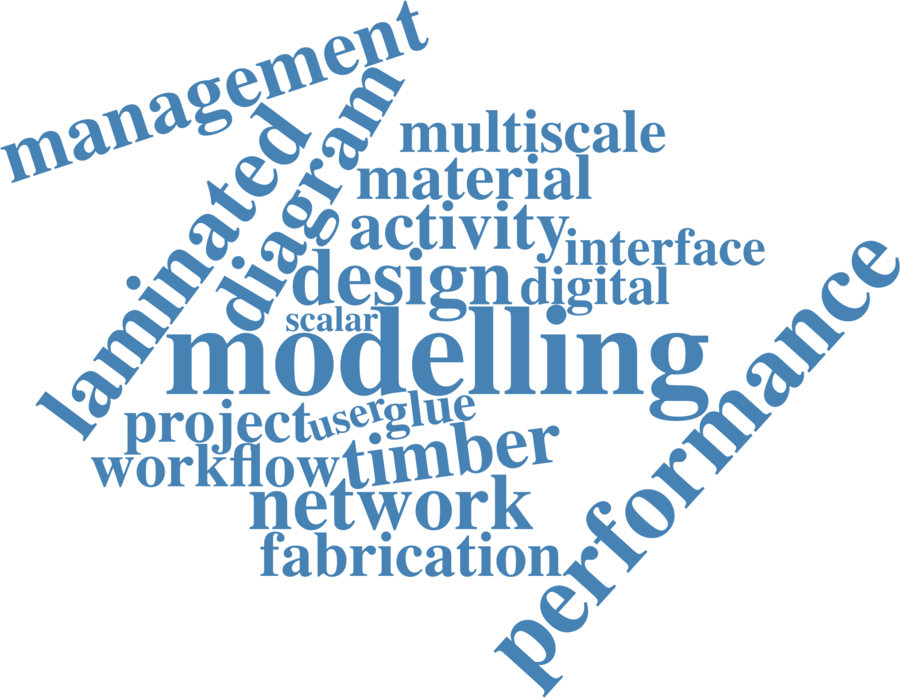 management
laminated
diagram
multiscale
material
activity
interface
design
digital
scalar
modelling
performance
project
user
glue
workflow
timber
network
fabrication